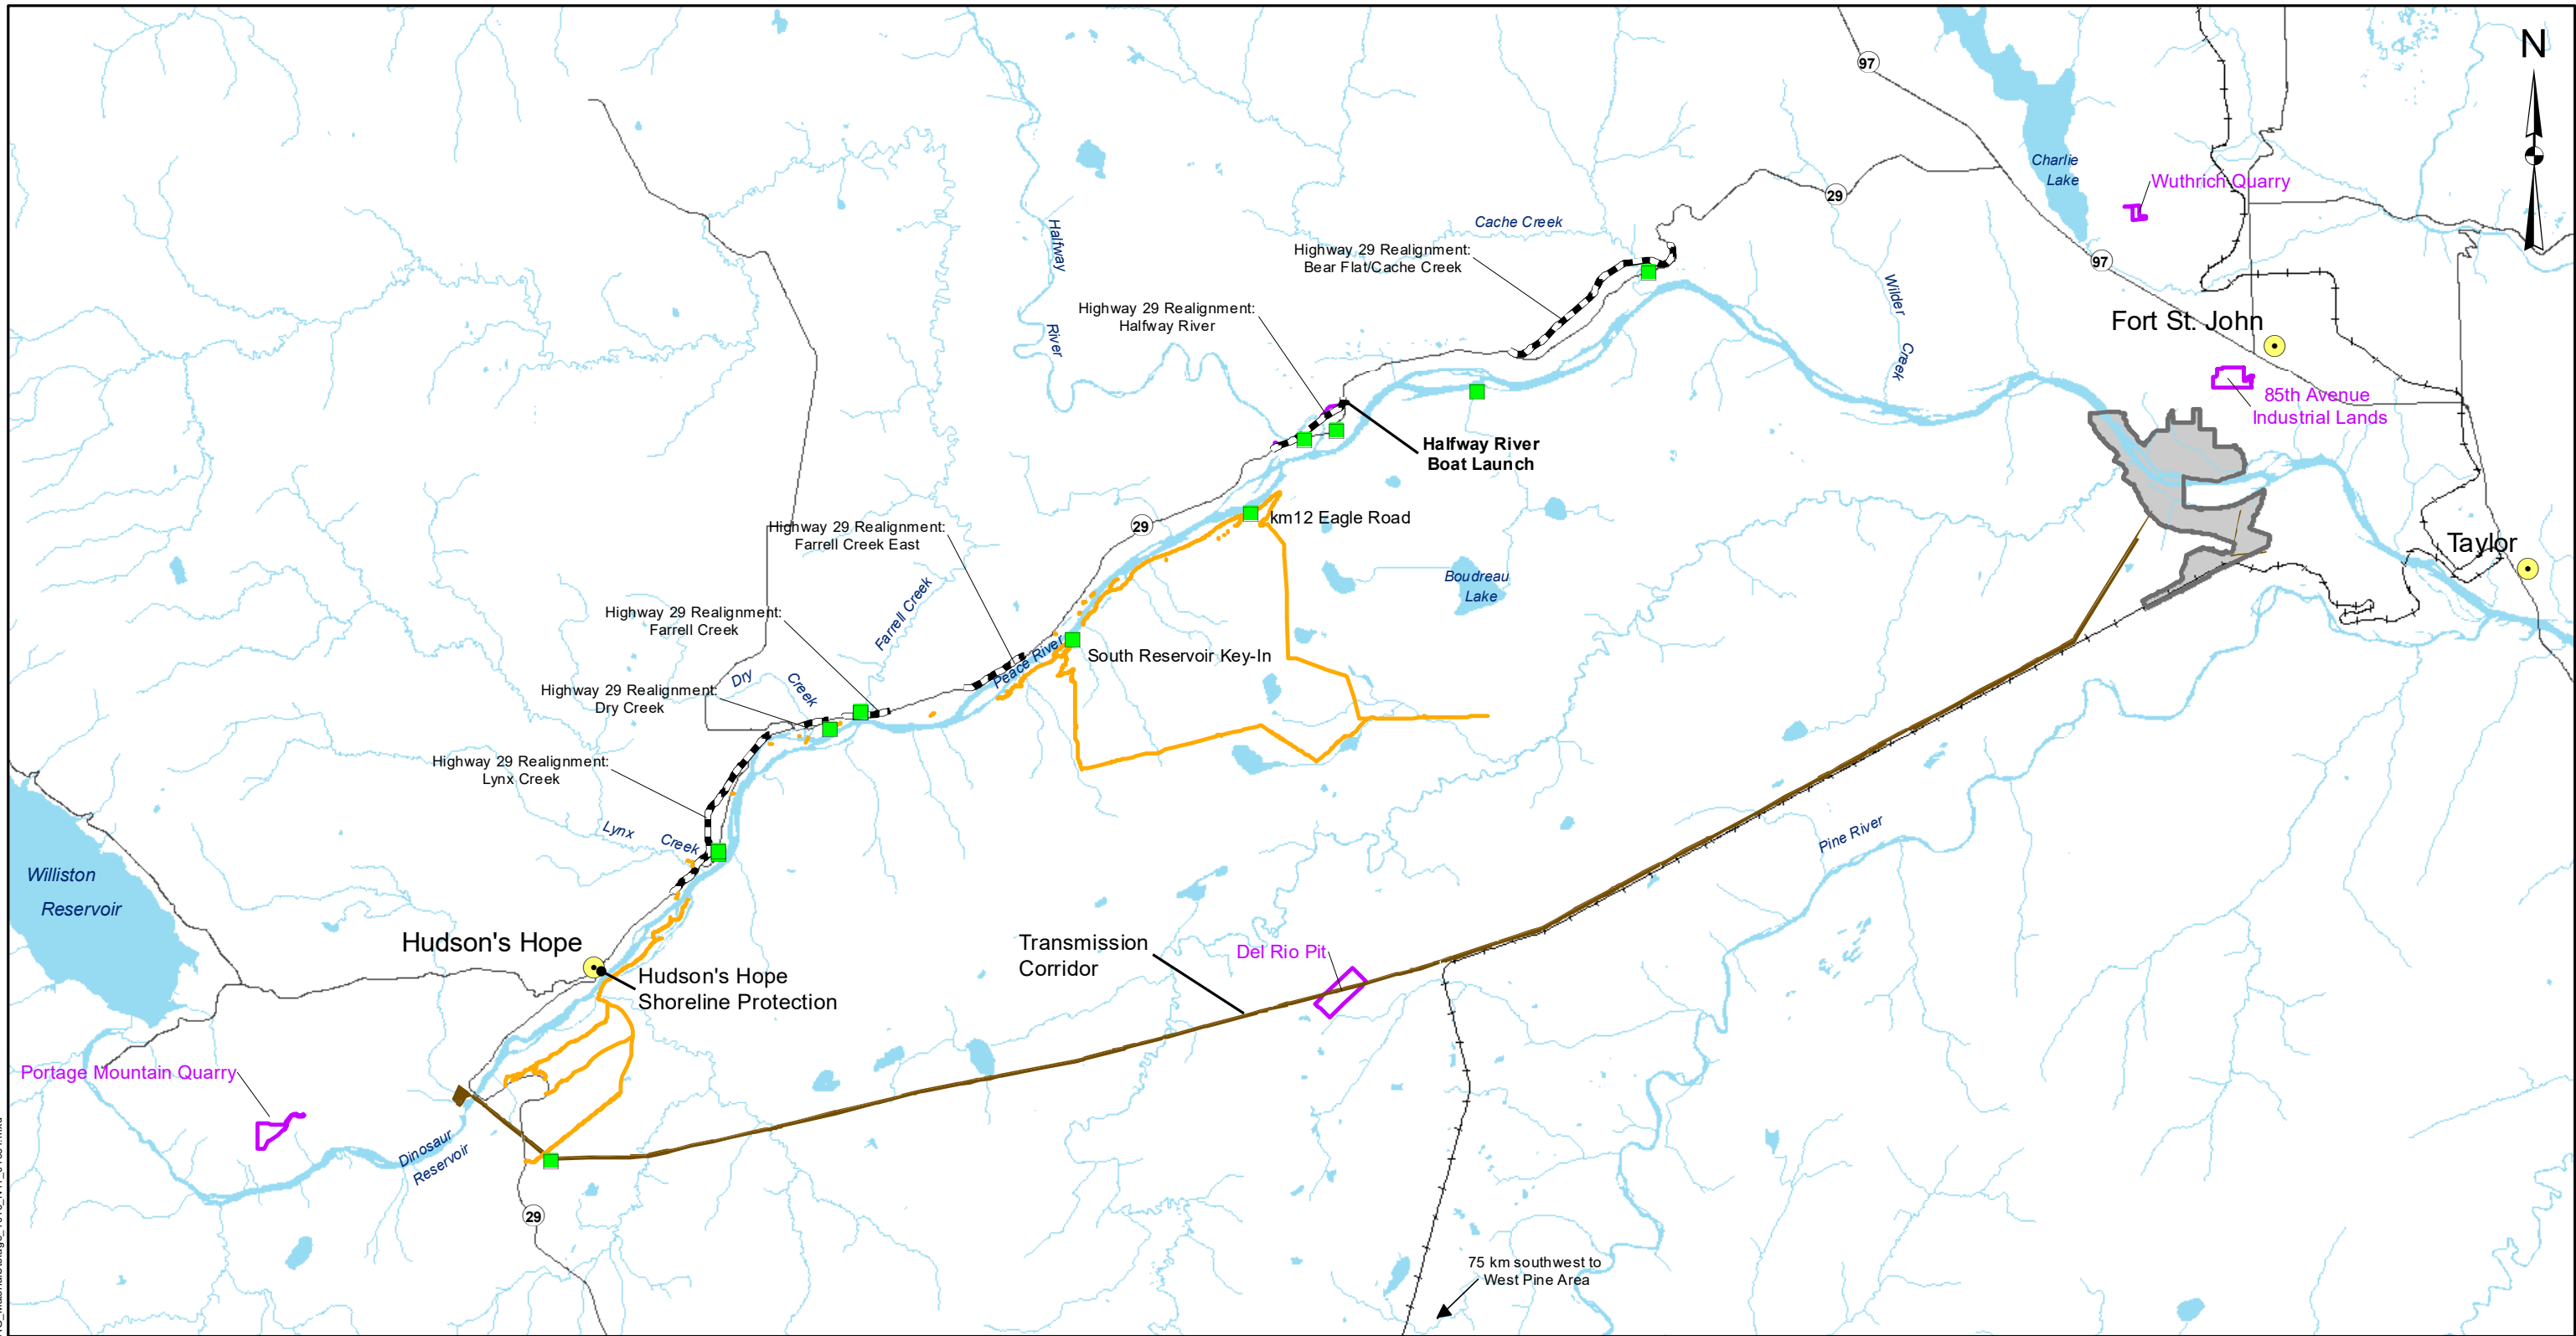 N
97
Charlie
Lake
Wuthrich Quarry
29
Cache Creek
Halfway
River
Highway 29 Realignment:
Bear Flat/Cache Creek
97
Wilder
Creek
Highway 29 Realignment:
Halfway River
Fort St. John
85th Avenue
Industrial Lands
Halfway River
Boat Launch
29
km12 Eagle Road
Highway 29 Realignment:
Farrell Creek East
Taylor
Boudreau
Lake
Farrell Creek
Highway 29 Realignment:
Farrell Creek
Peace River
South Reservoir Key-In
Dry
Creek
Highway 29 Realignment:
Dry Creek
Highway 29 Realignment:
Lynx Creek
Lynx
Creek
Pine River
Williston
Reservoir
Hudson's Hope
Hudson's Hope
Shoreline Protection
Transmission
Corridor
Del Rio Pit
Portage Mountain Quarry
Dinosaur
Reservoir
29
75 km southwest to
West Pine Area